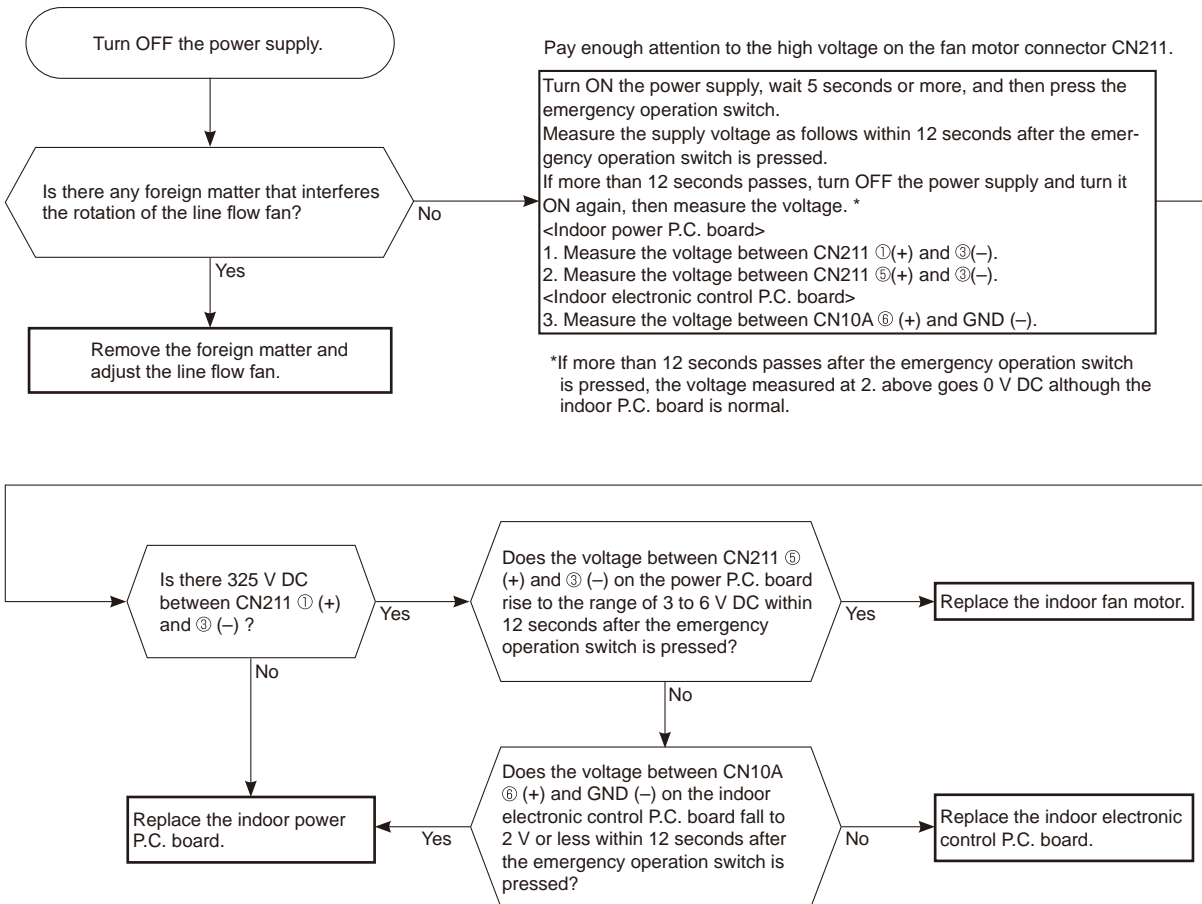 Turn OFF the power supply.
Pay enough attention to the high voltage on the fan motor connector CN211.
Is there any foreign matter that interferes
the rotation of the line flow fan?
No
Yes
Remove the foreign matter and
adjust the line flow fan.
Turn ON the power supply, wait 5 seconds or more, and then press the
emergency operation switch.
Measure the supply voltage as follows within 12 seconds after the emer-
gency operation switch is pressed.
If more than 12 seconds passes, turn OFF the power supply and turn it
ON again, then measure the voltage. *
<Indoor power P.C. board>
1. Measure the voltage between CN211 ①(+) and ③(–).
2. Measure the voltage between CN211 ⑤(+) and ③(–).
<Indoor electronic control P.C. board>
3. Measure the voltage between CN10A ⑥ (+) and GND (–).
*If more than 12 seconds passes after the emergency operation switch
is pressed, the voltage measured at 2. above goes 0 V DC although the
indoor P.C. board is normal.
Is there 325 V DC
between CN211 ① (+)
and ③ (–) ?
Yes
No
Does the voltage between CN211 ⑤
(+) and ③ (–) on the power P.C. board
rise to the range of 3 to 6 V DC within
12 seconds after the emergency
operation switch is pressed?
Yes
Replace the indoor fan motor.
No
Does the voltage between CN10A
⑥ (+) and GND (–) on the indoor
electronic control P.C. board fall to
2 V or less within 12 seconds after
the emergency operation switch is
pressed?
Yes
Replace the indoor power
P.C. board.
No
Replace the indoor electronic
control P.C. board.